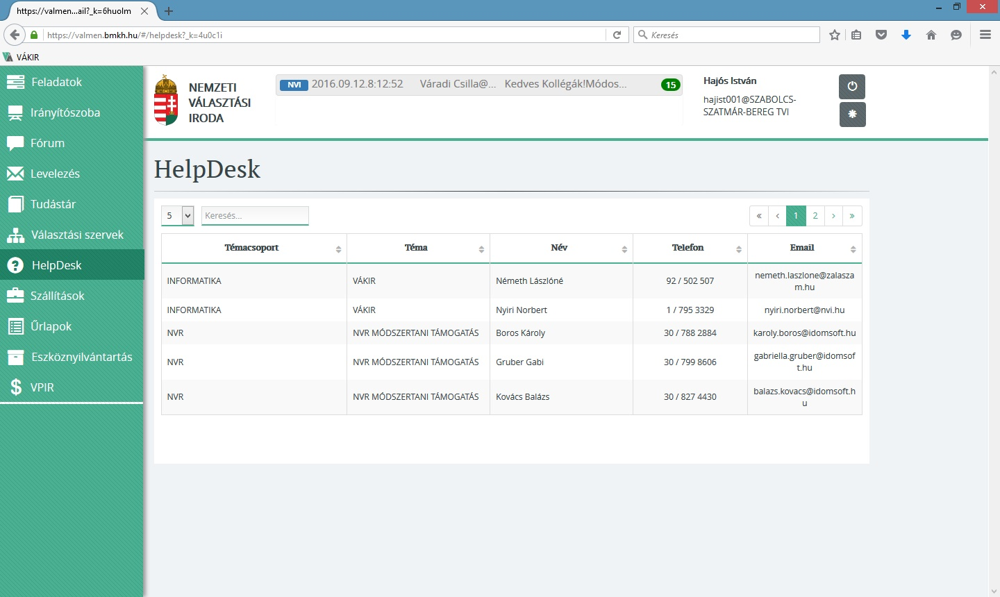 https://valmen...ail?_k=6huolm
https://valmen.bmkh.hu/#/helpdesk?_k=4u0c1i
Keresés
VÁKIR
Feladatok
Irányítószoba
Fórum
Levelezés
Tudástár
Választási szervek
HelpDesk
Szállítások
Űrlapok
Eszköznyilvántartás
VPIR
NEMZETI
VÁLASZTÁSI
IRODA
NVI 2016.09.12.8:12:52 Váradi Csilla@... Kedves Kollégák!Módos... 15
Hajós István
hajist001@SZABOLCS-
SZATMÁR-BEREG TVI
HelpDesk
5 Keresés... « ‹ 1 2 › »
Témacsoport Téma Név Telefon Email
INFORMATIKA VÁKIR Németh Lászlóné 92 / 502 507 nemeth.laszlone@zalasza
m.hu
INFORMATIKA VÁKIR Nyiri Norbert 1 / 795 3329 nyiri.norbert@nvi.hu
NVR NVR MÓDSZERTANI TÁMOGATÁS Boros Károly 30 / 788 2884 karoly.boros@idomsoft.hu
NVR NVR MÓDSZERTANI TÁMOGATÁS Gruber Gabi 30 / 799 8606 gabriella.gruber@idomsof
t.hu
NVR NVR MÓDSZERTANI TÁMOGATÁS Kovács Balázs 30 / 827 4430 balazs.kovacs@idomsoft.h
u